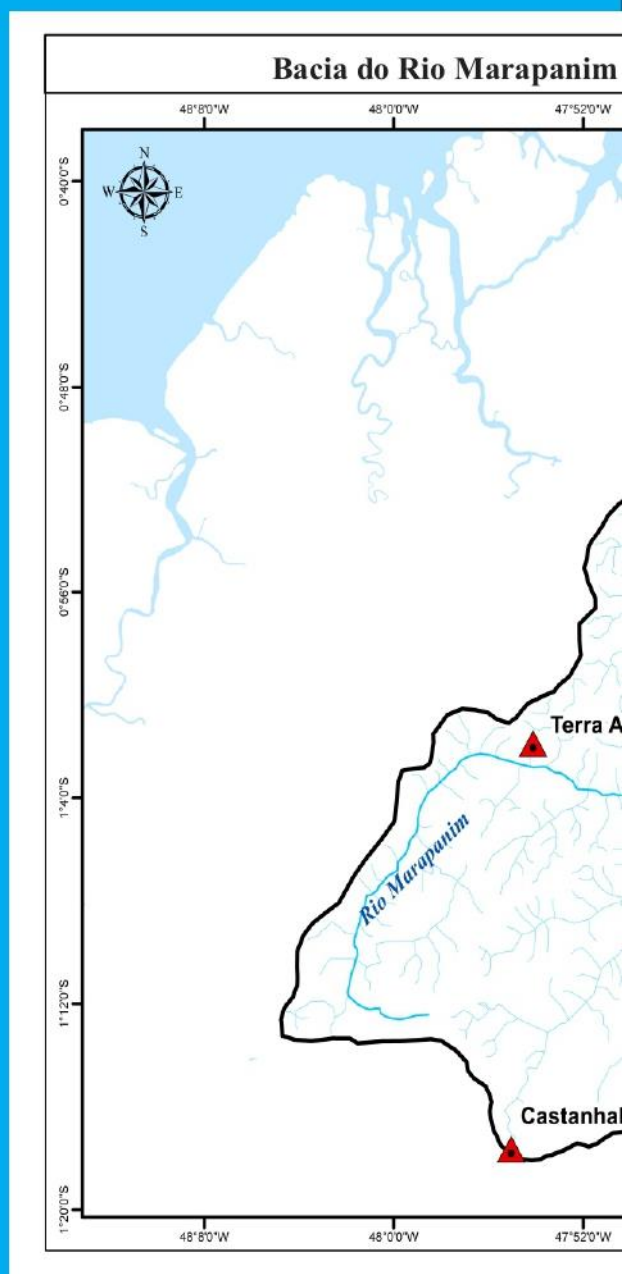 Bacia do Rio Marapanim
48°8'0"W 48°0'0"W 47°52'0"W
N
W E
S
0°40'0"S
0°48'0"S
0°56'0"S
Terra A
1°4'0"S
Rio Marapanim
1°12'0"S
Castanhal
1°20'0"S
48°8'0"W 48°0'0"W 47°52'0"W